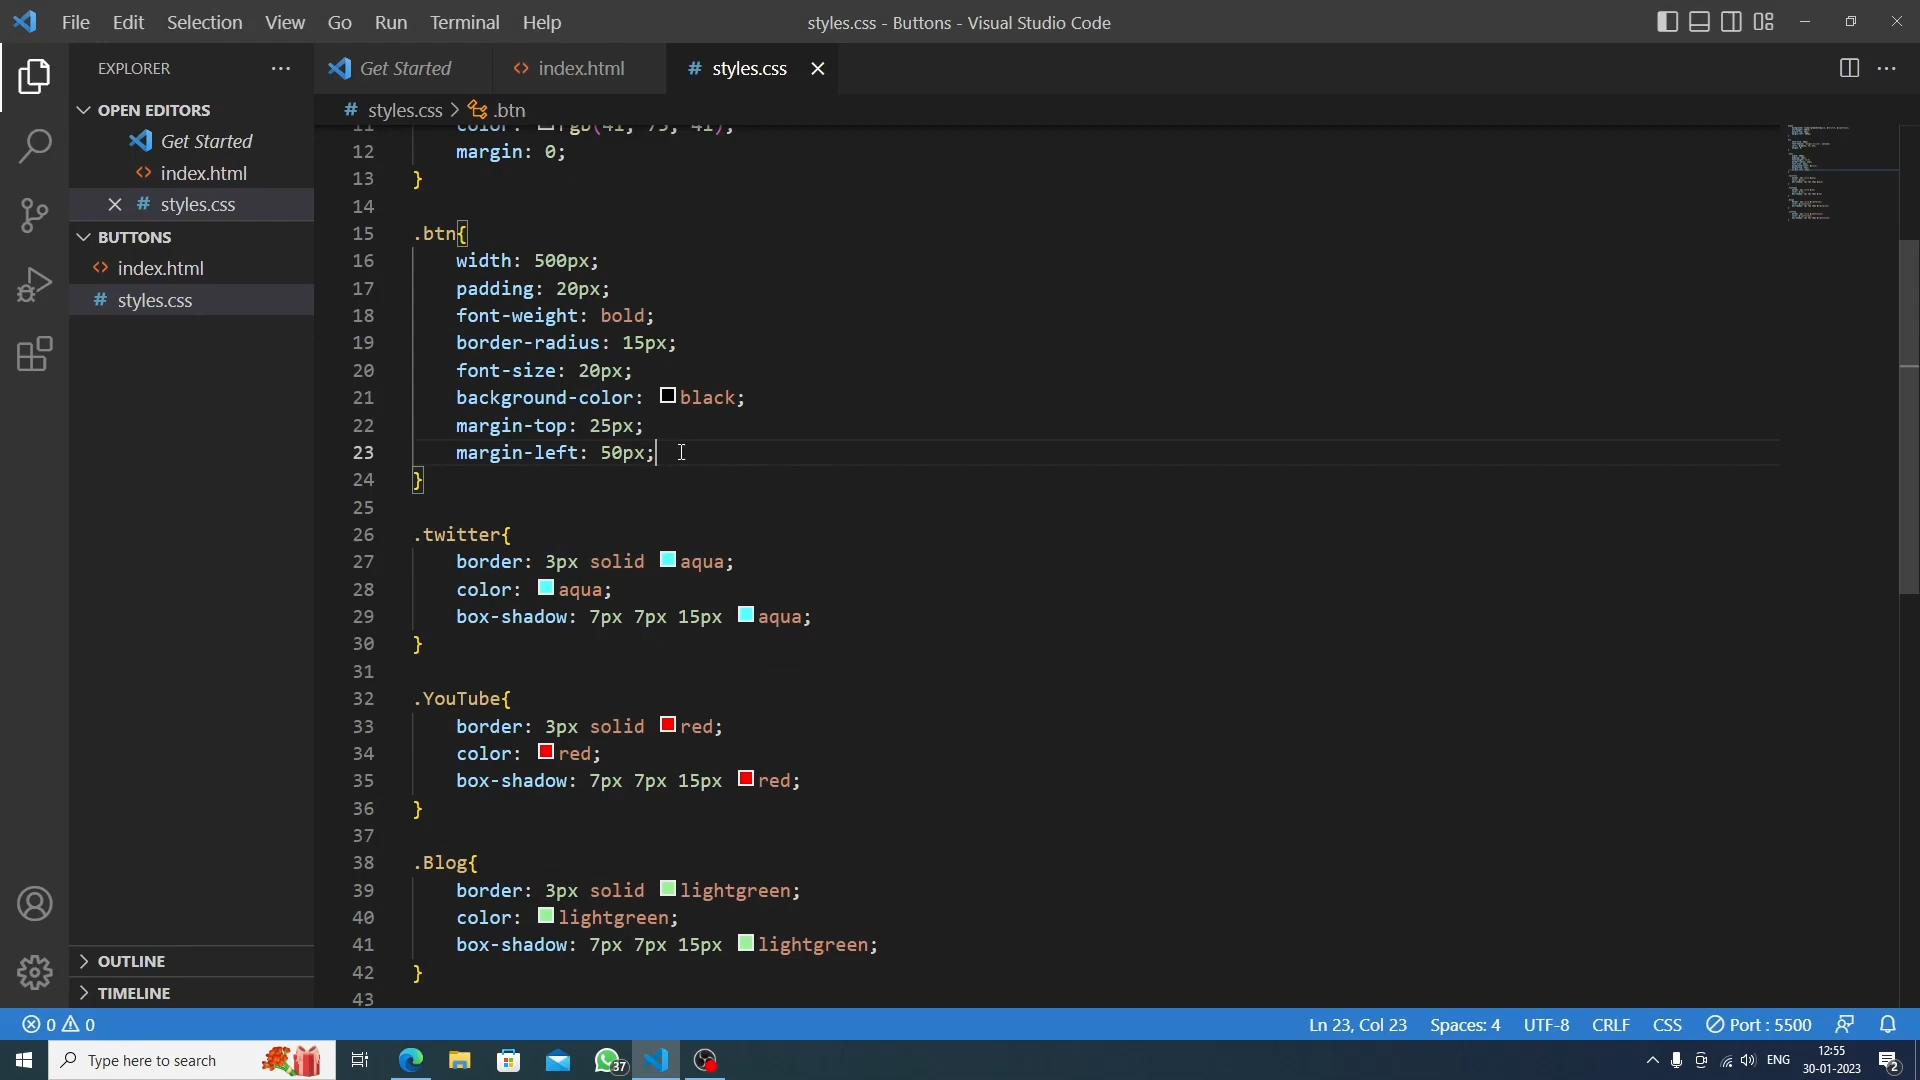 File Edit Selection View Go Run Terminal Help
styles.css - Buttons - Visual Studio Code
EXPLORER
OPEN EDITORS
Get Started
index.html
styles.css
BUTTONS
index.html
styles.css
OUTLINE
TIMELINE
Get Started index.html # styles.css
# styles.css > .btn
12 margin: 0;
13 }
14
15 .btn{
16 width: 500px;
17 padding: 20px;
18 font-weight: bold;
19 border-radius: 15px;
20 font-size: 20px;
21 background-color: black;
22 margin-top: 25px;
23 margin-left: 50px;
24 }
25
26 .twitter{
27 border: 3px solid aqua;
28 color: aqua;
29 box-shadow: 7px 7px 15px aqua;
30 }
31
32 .YouTube{
33 border: 3px solid red;
34 color: red;
35 box-shadow: 7px 7px 15px red;
36 }
37
38 .Blog{
39 border: 3px solid lightgreen;
40 color: lightgreen;
41 box-shadow: 7px 7px 15px lightgreen;
42 }
43
0 0 Ln 23, Col 23 Spaces: 4 UTF-8 CRLF CSS Port : 5500
Type here to search
37
ENG
12:55
30-01-2023
2